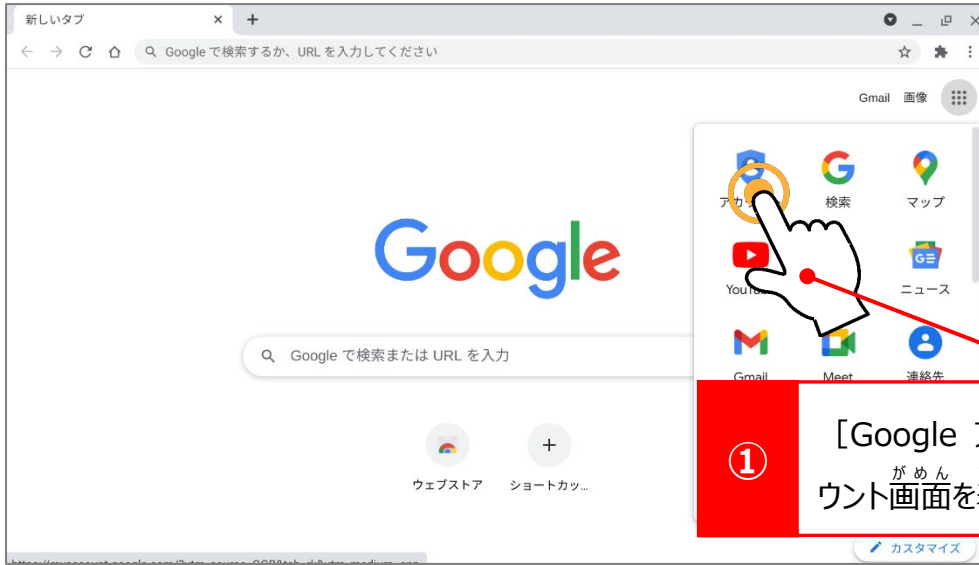 新しいタブ
Google で検索するか、URL を入力してください
Gmail 画像
検索 マップ
ニュース
Google
Google で検索または URL を入力
Gmail Meet 連絡先
ウェブストア ショートカッ...
①
［Google
がめん
ウント画面を
カスタマイズ